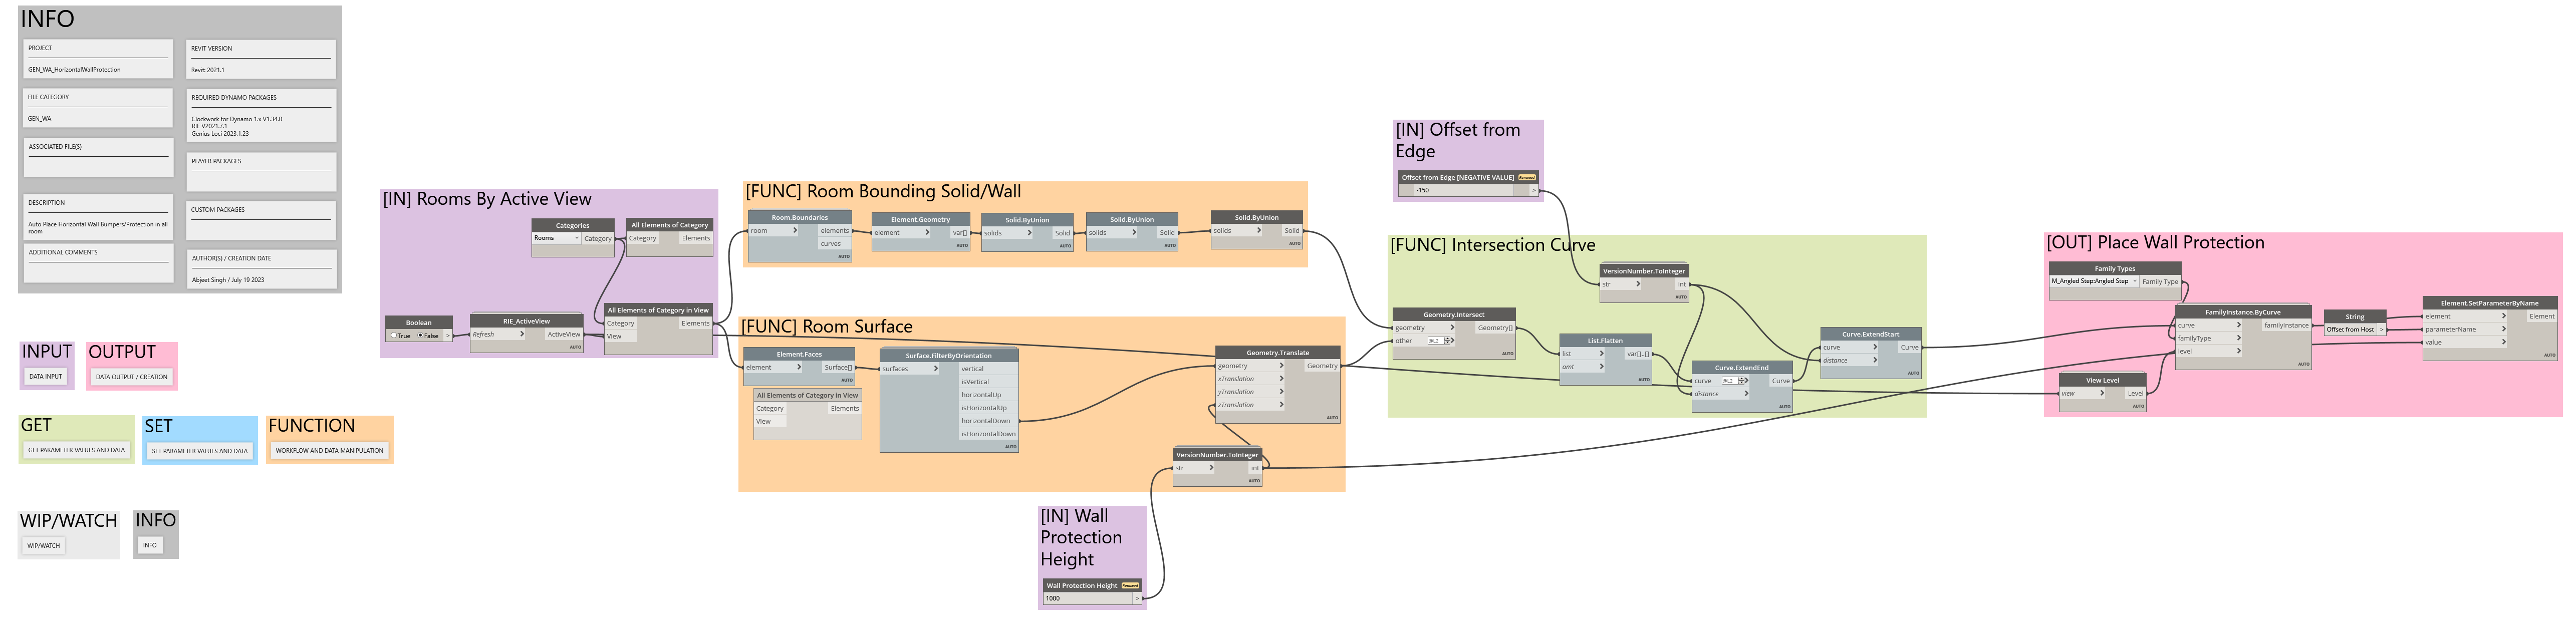 INFO
PROJECT
GEN_WA_HorizontalWallProtection
REVIT VERSION
Revit: 2021.1
FILE CATEGORY
GEN_WA
REQUIRED DYNAMO PACKAGES
Clockwork for Dynamo 1.x V1.34.0
RIE V2021.7.1
Genius Loci 2023.1.23
ASSOCIATED FILE(S)
PLAYER PACKAGES
DESCRIPTION
Auto Place Horizontal Wall Bumpers/Protection in all
room
CUSTOM PACKAGES
ADDITIONAL COMMENTS
AUTHOR(S) / CREATION DATE
Abjeet Singh / July 19 2023
INPUT
DATA INPUT
OUTPUT
DATA OUTPUT / CREATION
GET
GET PARAMETER VALUES AND DATA
SET
SET PARAMETER VALUES AND DATA
FUNCTION
WORKFLOW AND DATA MANIPULATION
WIP/WATCH
WIP/WATCH
INFO
INFO
[IN] Rooms By Active View
Categories
Rooms
Category
All Elements of Category
Category
Elements
Boolean
True
False
>
RIE_ActiveView
Refresh
>
ActiveView
AUTO
All Elements of Category in View
Category
Elements
View
[FUNC] Room Bounding Solid/Wall
Room.Boundaries
room
>
elements
curves
AUTO
Element.Geometry
element
>
var[]
AUTO
Solid.ByUnion
solids
>
Solid
AUTO
Solid.ByUnion
solids
>
Solid
AUTO
Solid.ByUnion
solids
>
Solid
AUTO
[FUNC] Room Surface
Element.Faces
element
>
Surface[]
AUTO
All Elements of Category in View
Category
Elements
View
Surface.FilterByOrientation
surfaces
>
vertical
isVertical
horizontalUp
isHorizontalUp
horizontalDown
isHorizontalDown
AUTO
Geometry.Translate
geometry
>
Geometry
xTranslation
>
yTranslation
>
zTranslation
>
AUTO
VersionNumber.ToInteger
str
>
int
AUTO
[IN] Wall
Protection
Height
Wall Protection Height
Renamed
1000
>
[IN] Offset from
Edge
Offset from Edge [NEGATIVE VALUE]
Renamed
-150
>
[FUNC] Intersection Curve
VersionNumber.ToInteger
str
>
int
AUTO
Geometry.Intersect
geometry
>
Geometry[]
other
@L2
>
AUTO
List.Flatten
list
>
var[]..[]
amt
>
AUTO
Curve.ExtendEnd
curve
@L2
>
Curve
distance
>
AUTO
Curve.ExtendStart
curve
>
Curve
distance
>
AUTO
[OUT] Place Wall Protection
Family Types
M_Angled Step:Angled Step
Family Type
FamilyInstance.ByCurve
curve
>
familyInstance
familyType
>
level
>
AUTO
View Level
view
>
Level
AUTO
String
Offset from Host
>
Element.SetParameterByName
element
>
Element
parameterName
>
value
>
AUTO